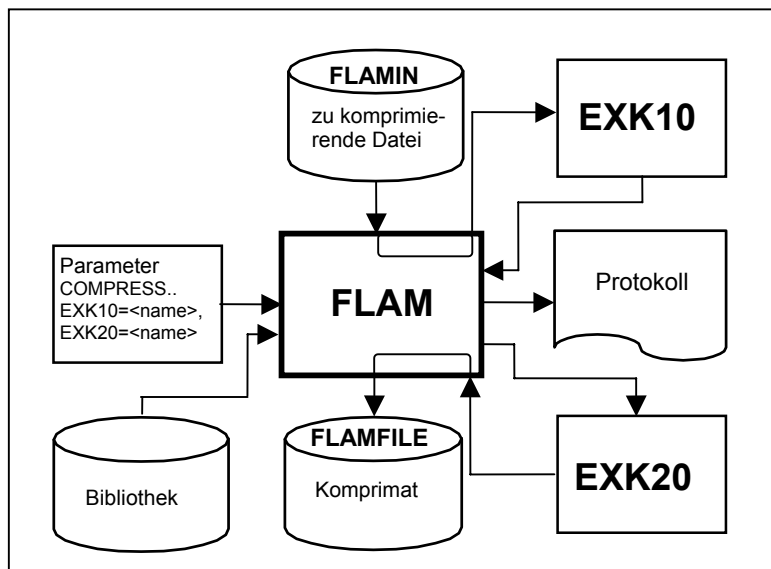 FLAMIN
zu komprimie-
rende Datei
EXK10
Parameter
COMPRESS..
EXK10=<name>,
EXK20=<name>
FLAM
Protokoll
Bibliothek
FLAMFILE
Komprimat
EXK20